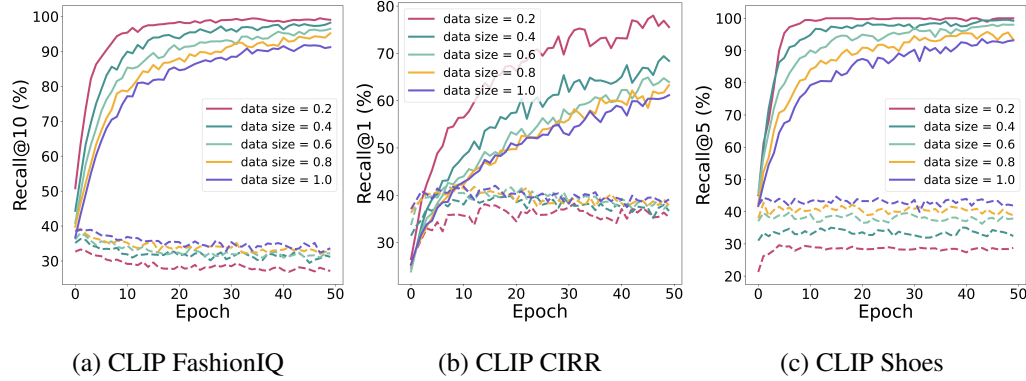 Recall@10 (%)
100
90
80
70
60
50
40
30
0
10
20
30
40
50
Epoch
data size = 0.2
data size = 0.4
data size = 0.6
data size = 0.8
data size = 1.0
(a) CLIP FashionIQ
Recall@1 (%)
80
70
60
50
40
30
0
10
20
30
40
50
Epoch
data size = 0.2
data size = 0.4
data size = 0.6
data size = 0.8
data size = 1.0
(b) CLIP CIRR
Recall@5 (%)
100
90
80
70
60
50
40
30
20
0
10
20
30
40
50
Epoch
data size = 0.2
data size = 0.4
data size = 0.6
data size = 0.8
data size = 1.0
(c) CLIP Shoes